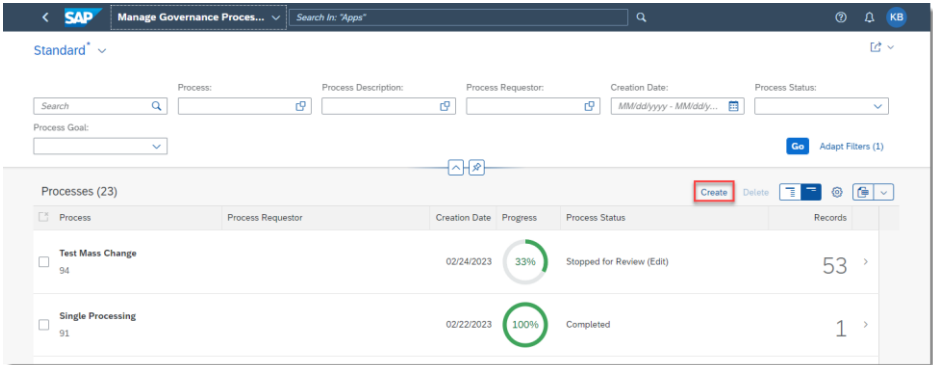 SAP Manage Governance Proces... Search In: "Apps" KB
Standard*
Process: Process Description: Process Requestor: Creation Date: Process Status:
Search MM/dd/yyyy - MM/dd/y...
Process Goal:
Go Adapt Filters (1)
Processes (23) Create Delete
Process Process Requestor Creation Date Progress Process Status Records
Test Mass Change
94 02/24/2023 33% Stopped for Review (Edit) 53
Single Processing
91 02/22/2023 100% Completed 1